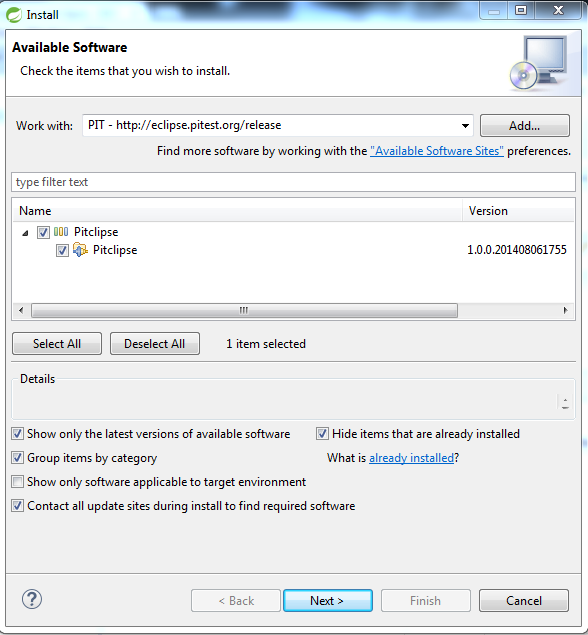 Install
Available Software
Check the items that you wish to install.
Work with: PIT - http://eclipse.pitest.org/release Add...
Find more software by working with the "Available Software Sites" preferences.
type filter text
Name Version
Pitclipse
Pitclipse 1.0.0.201408061755
Select All Deselect All 1 item selected
Details
Show only the latest versions of available software Hide items that are already installed
Group items by category What is already installed?
Show only software applicable to target environment
Contact all update sites during install to find required software
? < Back Next > Finish Cancel